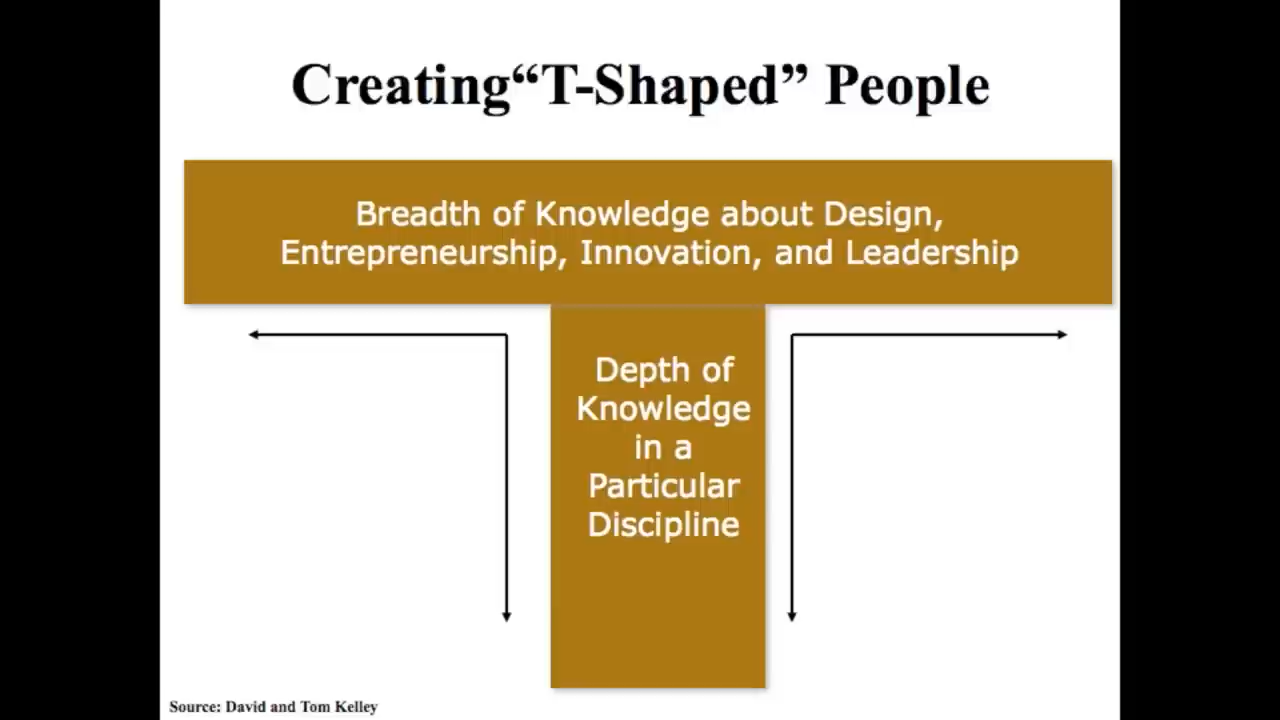 Creating“T-Shaped” People
Breadth of Knowledge about Design,
Entrepreneurship, Innovation, and Leadership
Depth of
Knowledge
in a
Particular
Discipline
Source: David and Tom Kelley